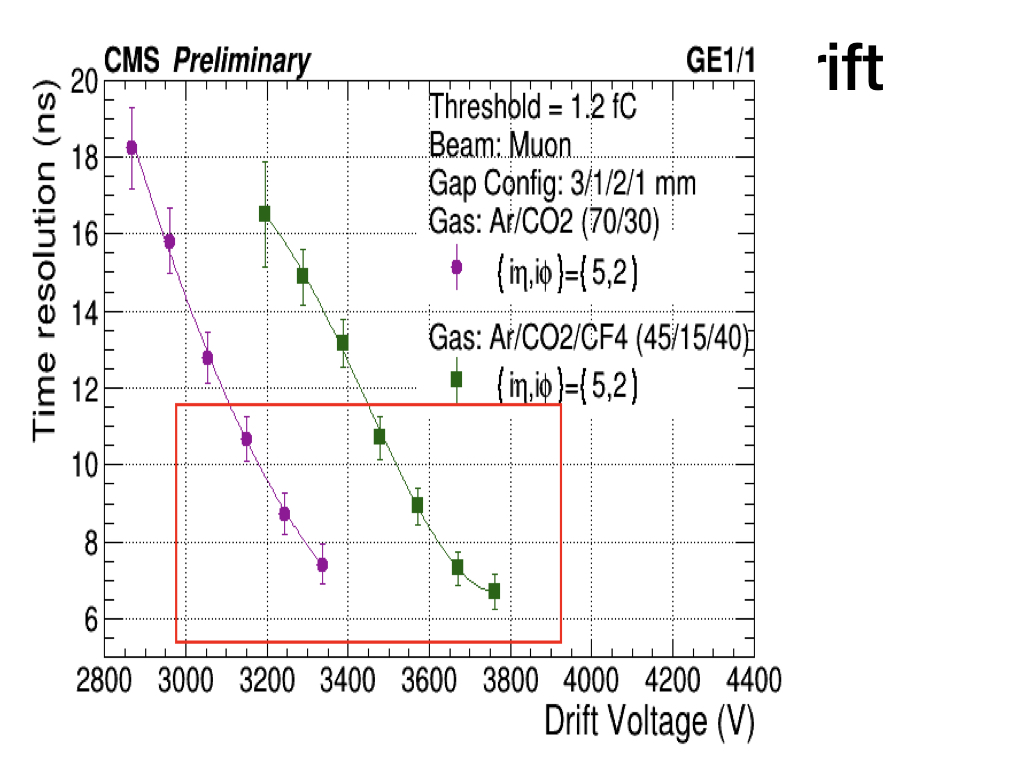 CMS Preliminary GE1/1
ift
Threshold = 1.2 fC
Beam: Muon
Gap Config: 3/1/2/1 mm
Gas: Ar/CO2 (70/30)
{iη,iϕ}={5,2}
Gas: Ar/CO2/CF4 (45/15/40)
{iη,iϕ}={5,2}
Time resolution (ns)
20
18
16
14
12
10
8
6
2800 3000 3200 3400 3600 3800 4000 4200 4400
Drift Voltage (V)